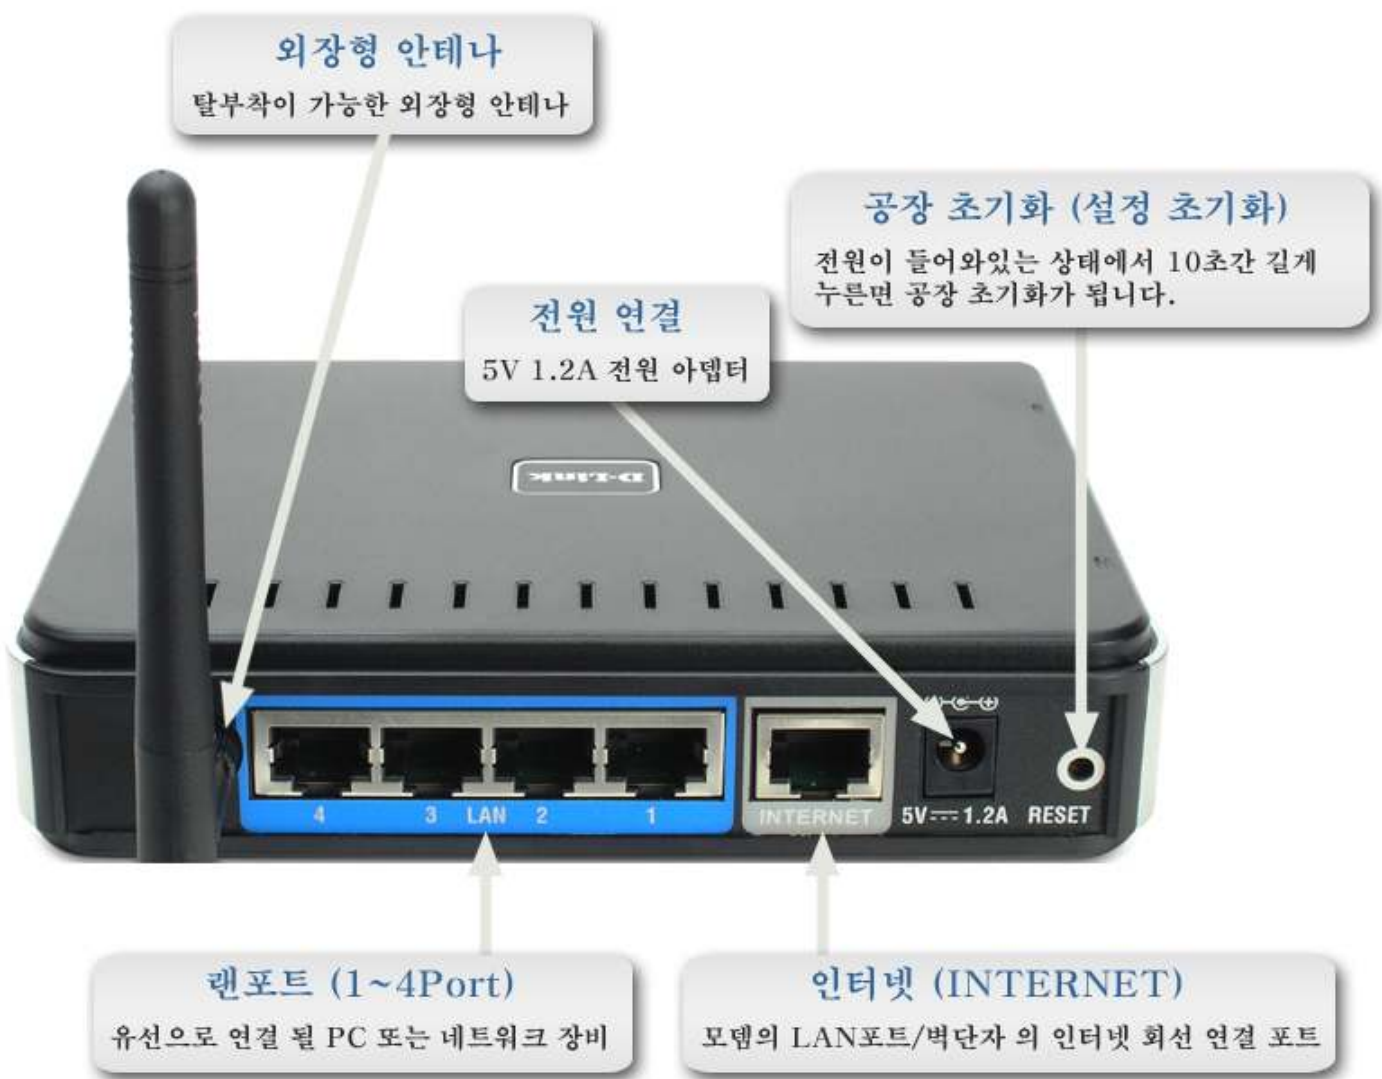 외장형 안테나
탈부착이 가능한 외장형 안테나
공장 초기화 (설정 초기화)
전원이 들어와있는 상태에서 10초간 길게
누른면 공장 초기화가 됩니다.
전원 연결
5V 1.2A 전원 아뎁터
D-Link
4 3 LAN 2 1
INTERNET
5V 1.2A
RESET
랜포트 (1~4Port)
유선으로 연결 될 PC 또는 네트워크 장비
인터넷 (INTERNET)
모뎀의 LAN포트/벽단자 의 인터넷 회선 연결 포트